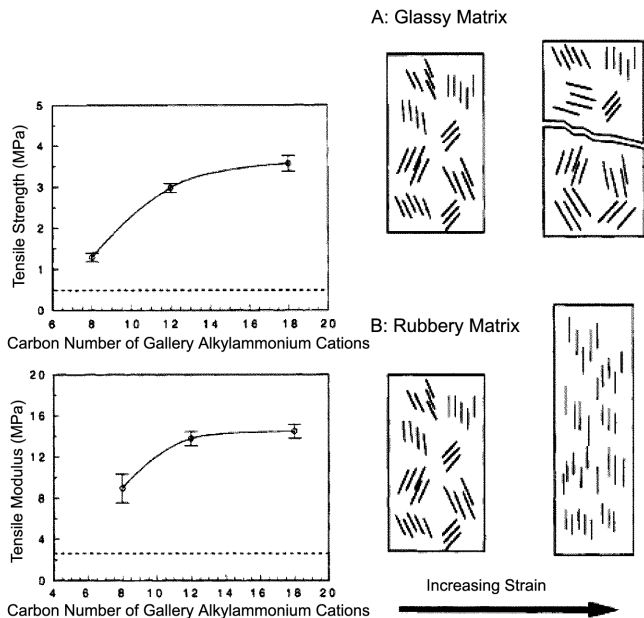 A: Glassy Matrix
5
4
3
2
1
0
Tensile Strength (MPa)
6 8 10 12 14 16 18 20
Carbon Number of Gallery Alkylammonium Cations
B: Rubbery Matrix
20
16
12
8
4
0
Tensile Modulus (MPa)
4 6 8 10 12 14 16 18 20
Carbon Number of Gallery Alkylammonium Cations
Increasing Strain